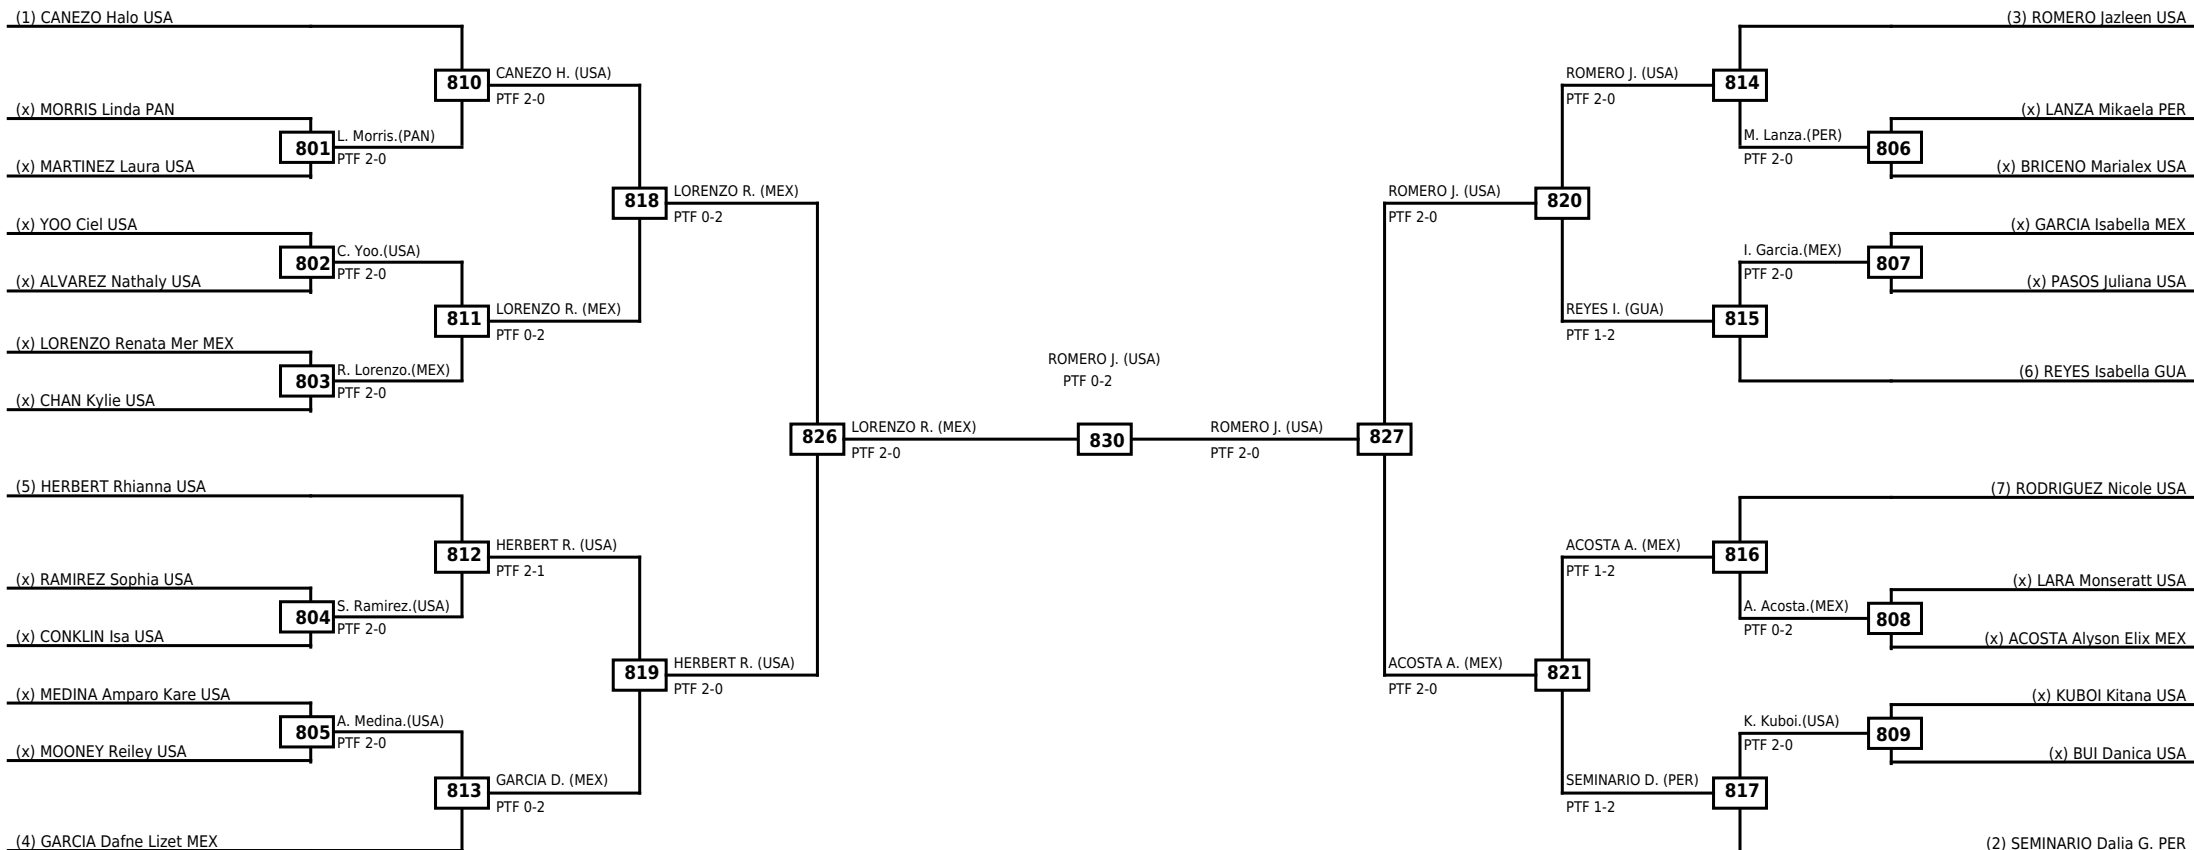 (1) CANEZO Halo USA
(3) ROMERO Jazleen USA
810
CANEZO H. (USA)
PTF 2-0
ROMERO J. (USA)
PTF 2-0
814
(x) MORRIS Linda PAN
(x) LANZA Mikaela PER
801
L. Morris.(PAN)
PTF 2-0
M. Lanza.(PER)
PTF 2-0
806
(x) MARTINEZ Laura USA
(x) BRICENO Marialex USA
818
LORENZO R. (MEX)
PTF 0-2
ROMERO J. (USA)
PTF 2-0
820
(x) YOO Ciel USA
(x) GARCIA Isabella MEX
802
C. Yoo.(USA)
PTF 2-0
I. Garcia.(MEX)
PTF 2-0
807
(x) ALVAREZ Nathaly USA
(x) PASOS Juliana USA
811
LORENZO R. (MEX)
PTF 0-2
REYES I. (GUA)
PTF 1-2
815
(x) LORENZO Renata Mer MEX
803
R. Lorenzo.(MEX)
PTF 2-0
ROMERO J. (USA)
PTF 0-2
(6) REYES Isabella GUA
(x) CHAN Kylie USA
826
LORENZO R. (MEX)
PTF 2-0
830
ROMERO J. (USA)
PTF 2-0
827
(5) HERBERT Rhianna USA
(7) RODRIGUEZ Nicole USA
812
HERBERT R. (USA)
PTF 2-1
ACOSTA A. (MEX)
PTF 1-2
816
(x) RAMIREZ Sophia USA
(x) LARA Monseratt USA
804
S. Ramirez.(USA)
PTF 2-0
A. Acosta.(MEX)
PTF 0-2
808
(x) CONKLIN Isa USA
(x) ACOSTA Alyson Elix MEX
819
HERBERT R. (USA)
PTF 2-0
ACOSTA A. (MEX)
PTF 2-0
821
(x) MEDINA Amparo Kare USA
(x) KUBOI Kitana USA
805
A. Medina.(USA)
PTF 2-0
K. Kuboi.(USA)
PTF 2-0
809
(x) MOONEY Reiley USA
(x) BUI Danica USA
813
GARCIA D. (MEX)
PTF 0-2
SEMINARIO D. (PER)
PTF 1-2
817
(4) GARCIA Dafne Lizet MEX
(2) SEMINARIO Dalia G. PER